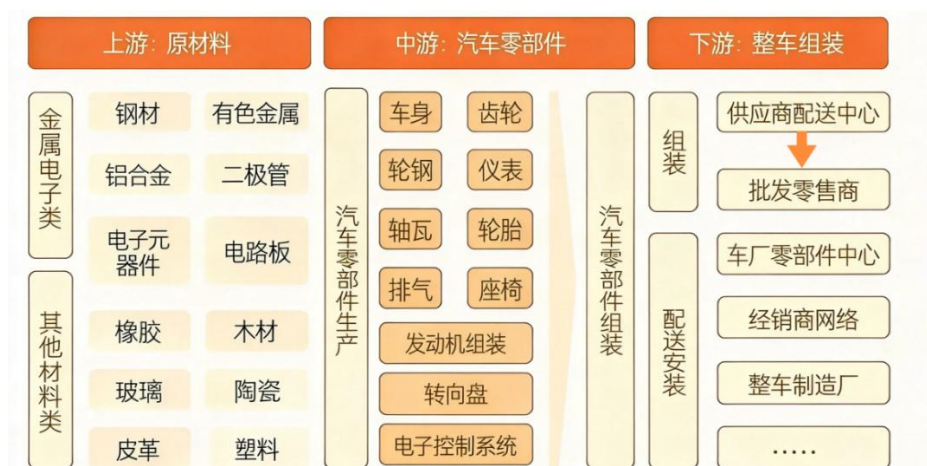 上游：原材料
中游：汽车零部件
下游：整车组装
金属电子类
钢材
有色金属
铝合金
二极管
电子元
器件
电路板
其他材料类
橡胶
木材
玻璃
陶瓷
皮革
塑料
汽车零部件生产
车身
齿轮
轮钢
仪表
轴瓦
轮胎
排气
座椅
发动机组装
转向盘
电子控制系统
汽车零部件组装
组装
供应商配送中心
批发零售商
配送安装
车厂零部件中心
经销商网络
整车制造厂
.....